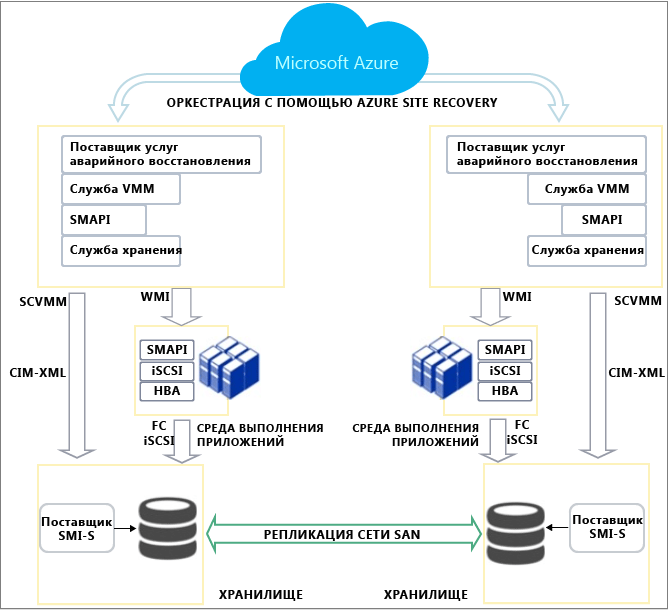 Microsoft Azure
ОРКЕСТРАЦИЯ С ПОМОЩЬЮ AZURE SITE RECOVERY
Поставщик услуг
аварийного восстановления
Служба VMM
SMAPI
Служба хранения
Поставщик услуг
аварийного восстановления
Служба VMM
SMAPI
Служба хранения
SCVMM
WMI
WMI
SCVMM
CIM-XML
SMAPI
iSCSI
HBA
SMAPI
iSCSI
HBA
CIM-XML
FC
iSCSI
СРЕДА ВЫПОЛНЕНИЯ
ПРИЛОЖЕНИЙ
СРЕДА ВЫПОЛНЕНИЯ
ПРИЛОЖЕНИЙ
FC
iSCSI
Поставщик
SMI-S
РЕПЛИКАЦИЯ СЕТИ SAN
Поставщик
SMI-S
ХРАНИЛИЩЕ
ХРАНИЛИЩЕ